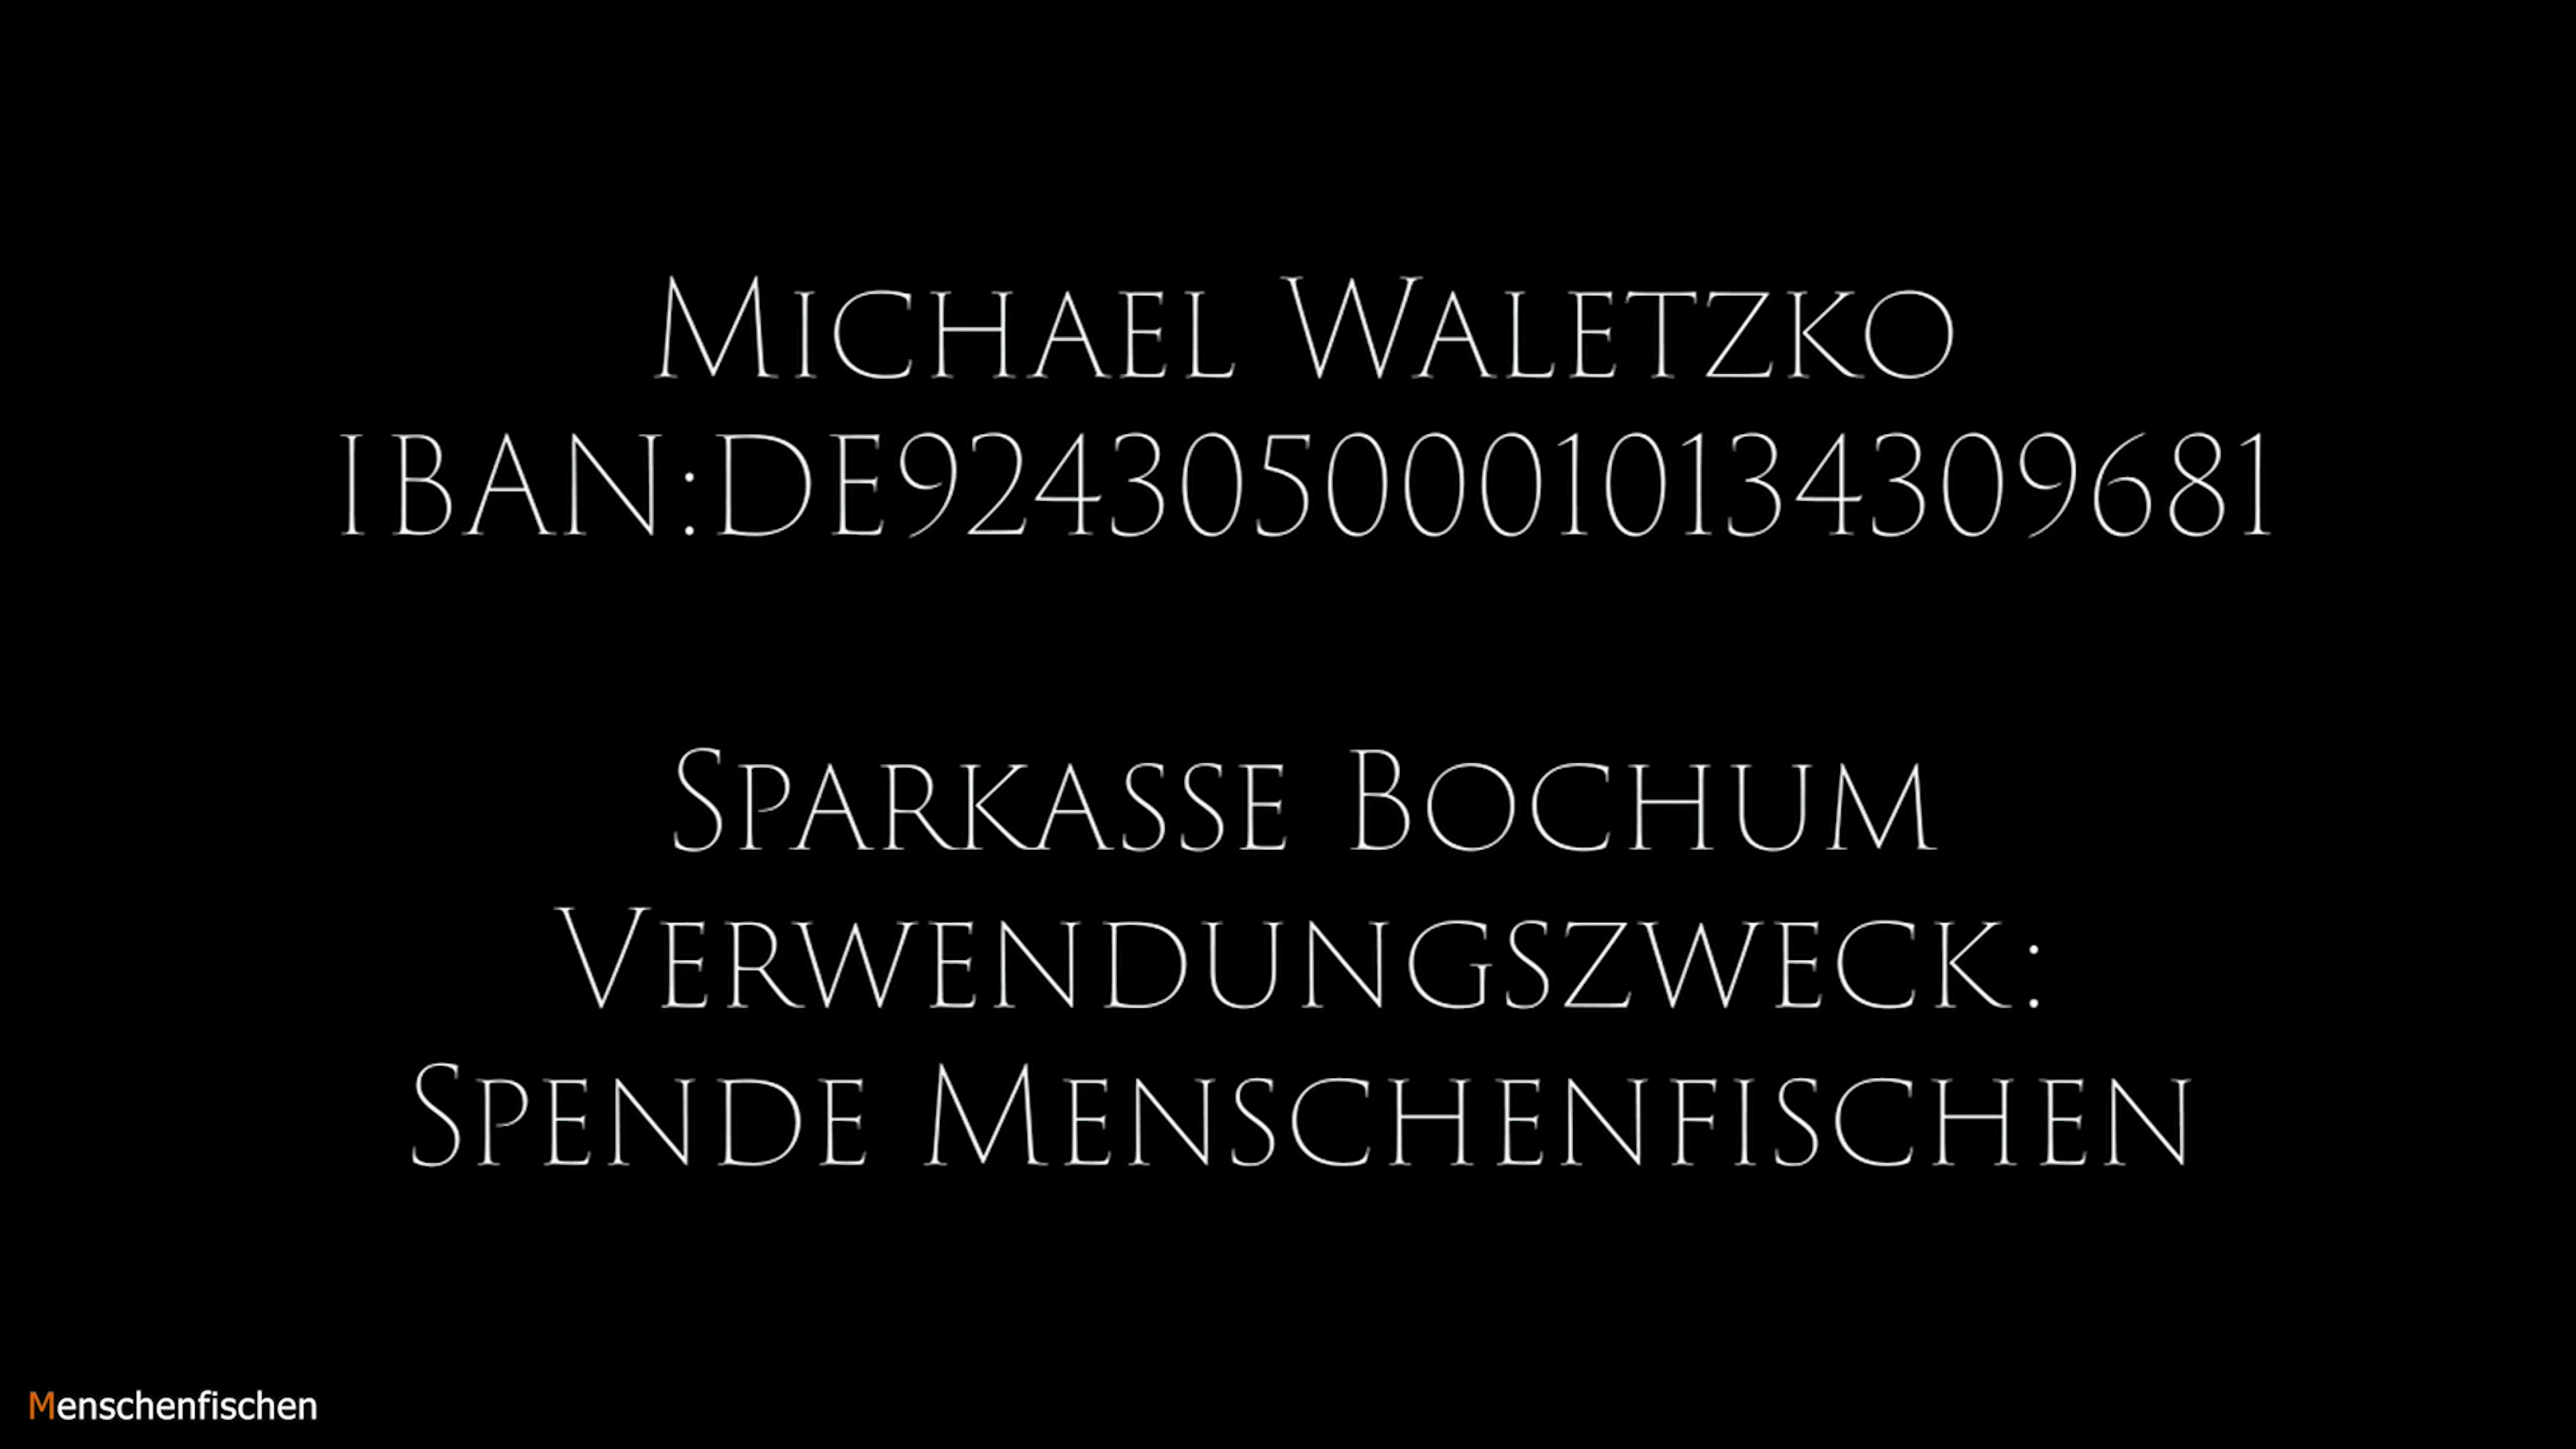 Michael Waletzko
IBAN:DE92430500010134309681
Sparkasse Bochum
Verwendungszweck:
Spende Menschenfischen
Menschenfischen